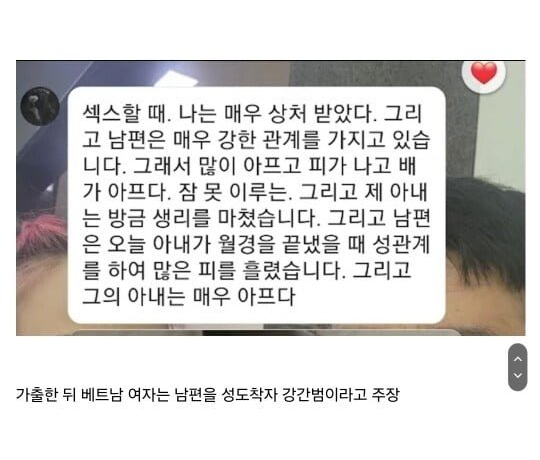 섹스할 때. 나는 매우 상처 받았다. 그리
고 남편은 매우 강한 관계를 가지고 있습
니다. 그래서 많이 아프고 피가 나고 배
가 아프다. 잠 못 이루는. 그리고 제 아내
는 방금 생리를 마쳤습니다. 그리고 남편
은 오늘 아내가 월경을 끝냈을 때 성관계
를 하여 많은 피를 흘렸습니다. 그리고
그의 아내는 매우 아프다
가출한 뒤 베트남 여자는 남편을 성도착자 강간범이라고 주장